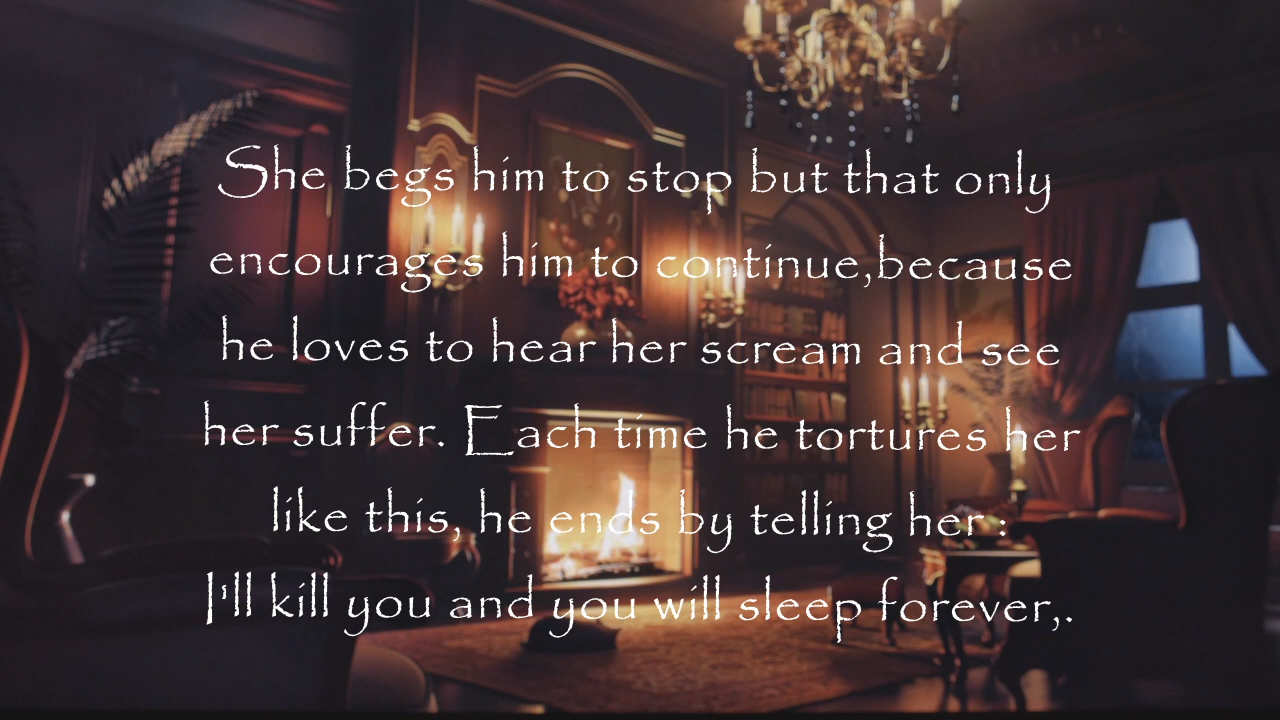 She begs him to stop but that only
encourages him to continue,because
he loves to hear her scream and see
her suffer. Each time he tortures her
like this, he ends by telling her :
I'll kill you and you will sleep forever,.